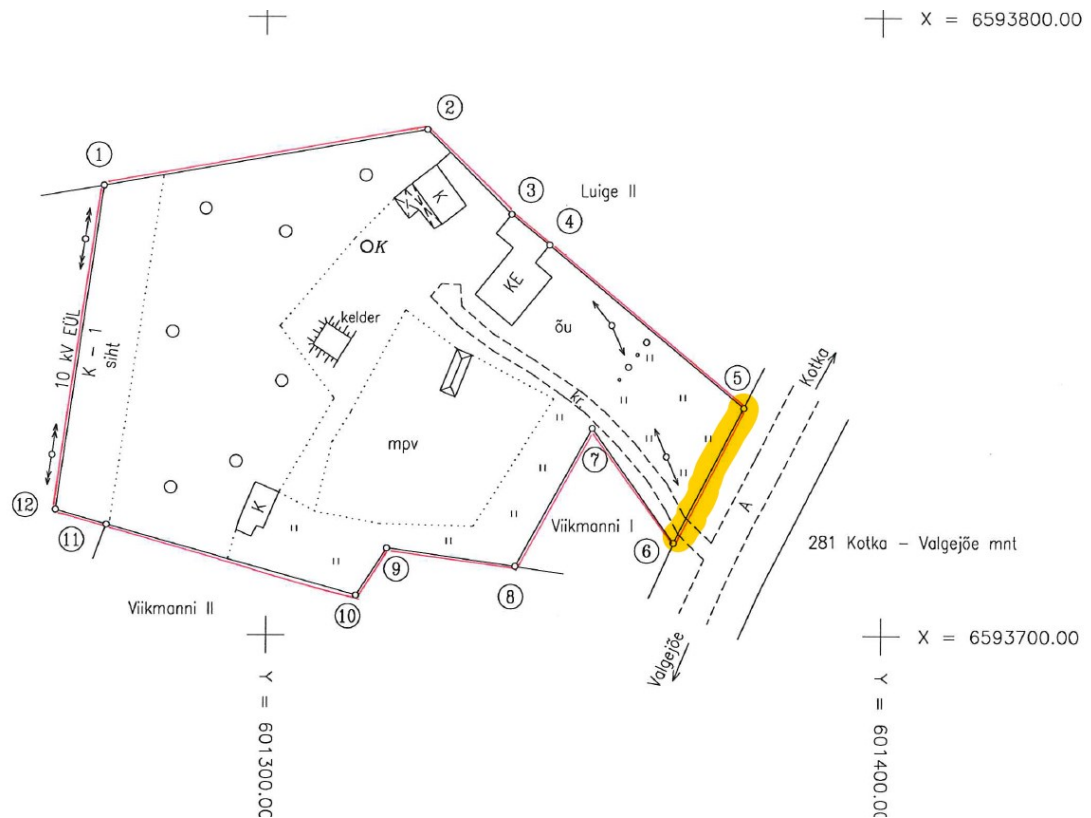 X = 6593800.00
2
1
3
Luige II
4
K
K
KE
kelder
õu
10 kV EÜL
K - 1
siht
5
Kotka
kr
mpv
7
12
11
K
Viikmanni I
6
A
281 Kotka - Valgejõe mnt
9
8
10
Viikmanni II
Valgejõe
X = 6593700.00
Y = 601300.00
Y = 601400.00